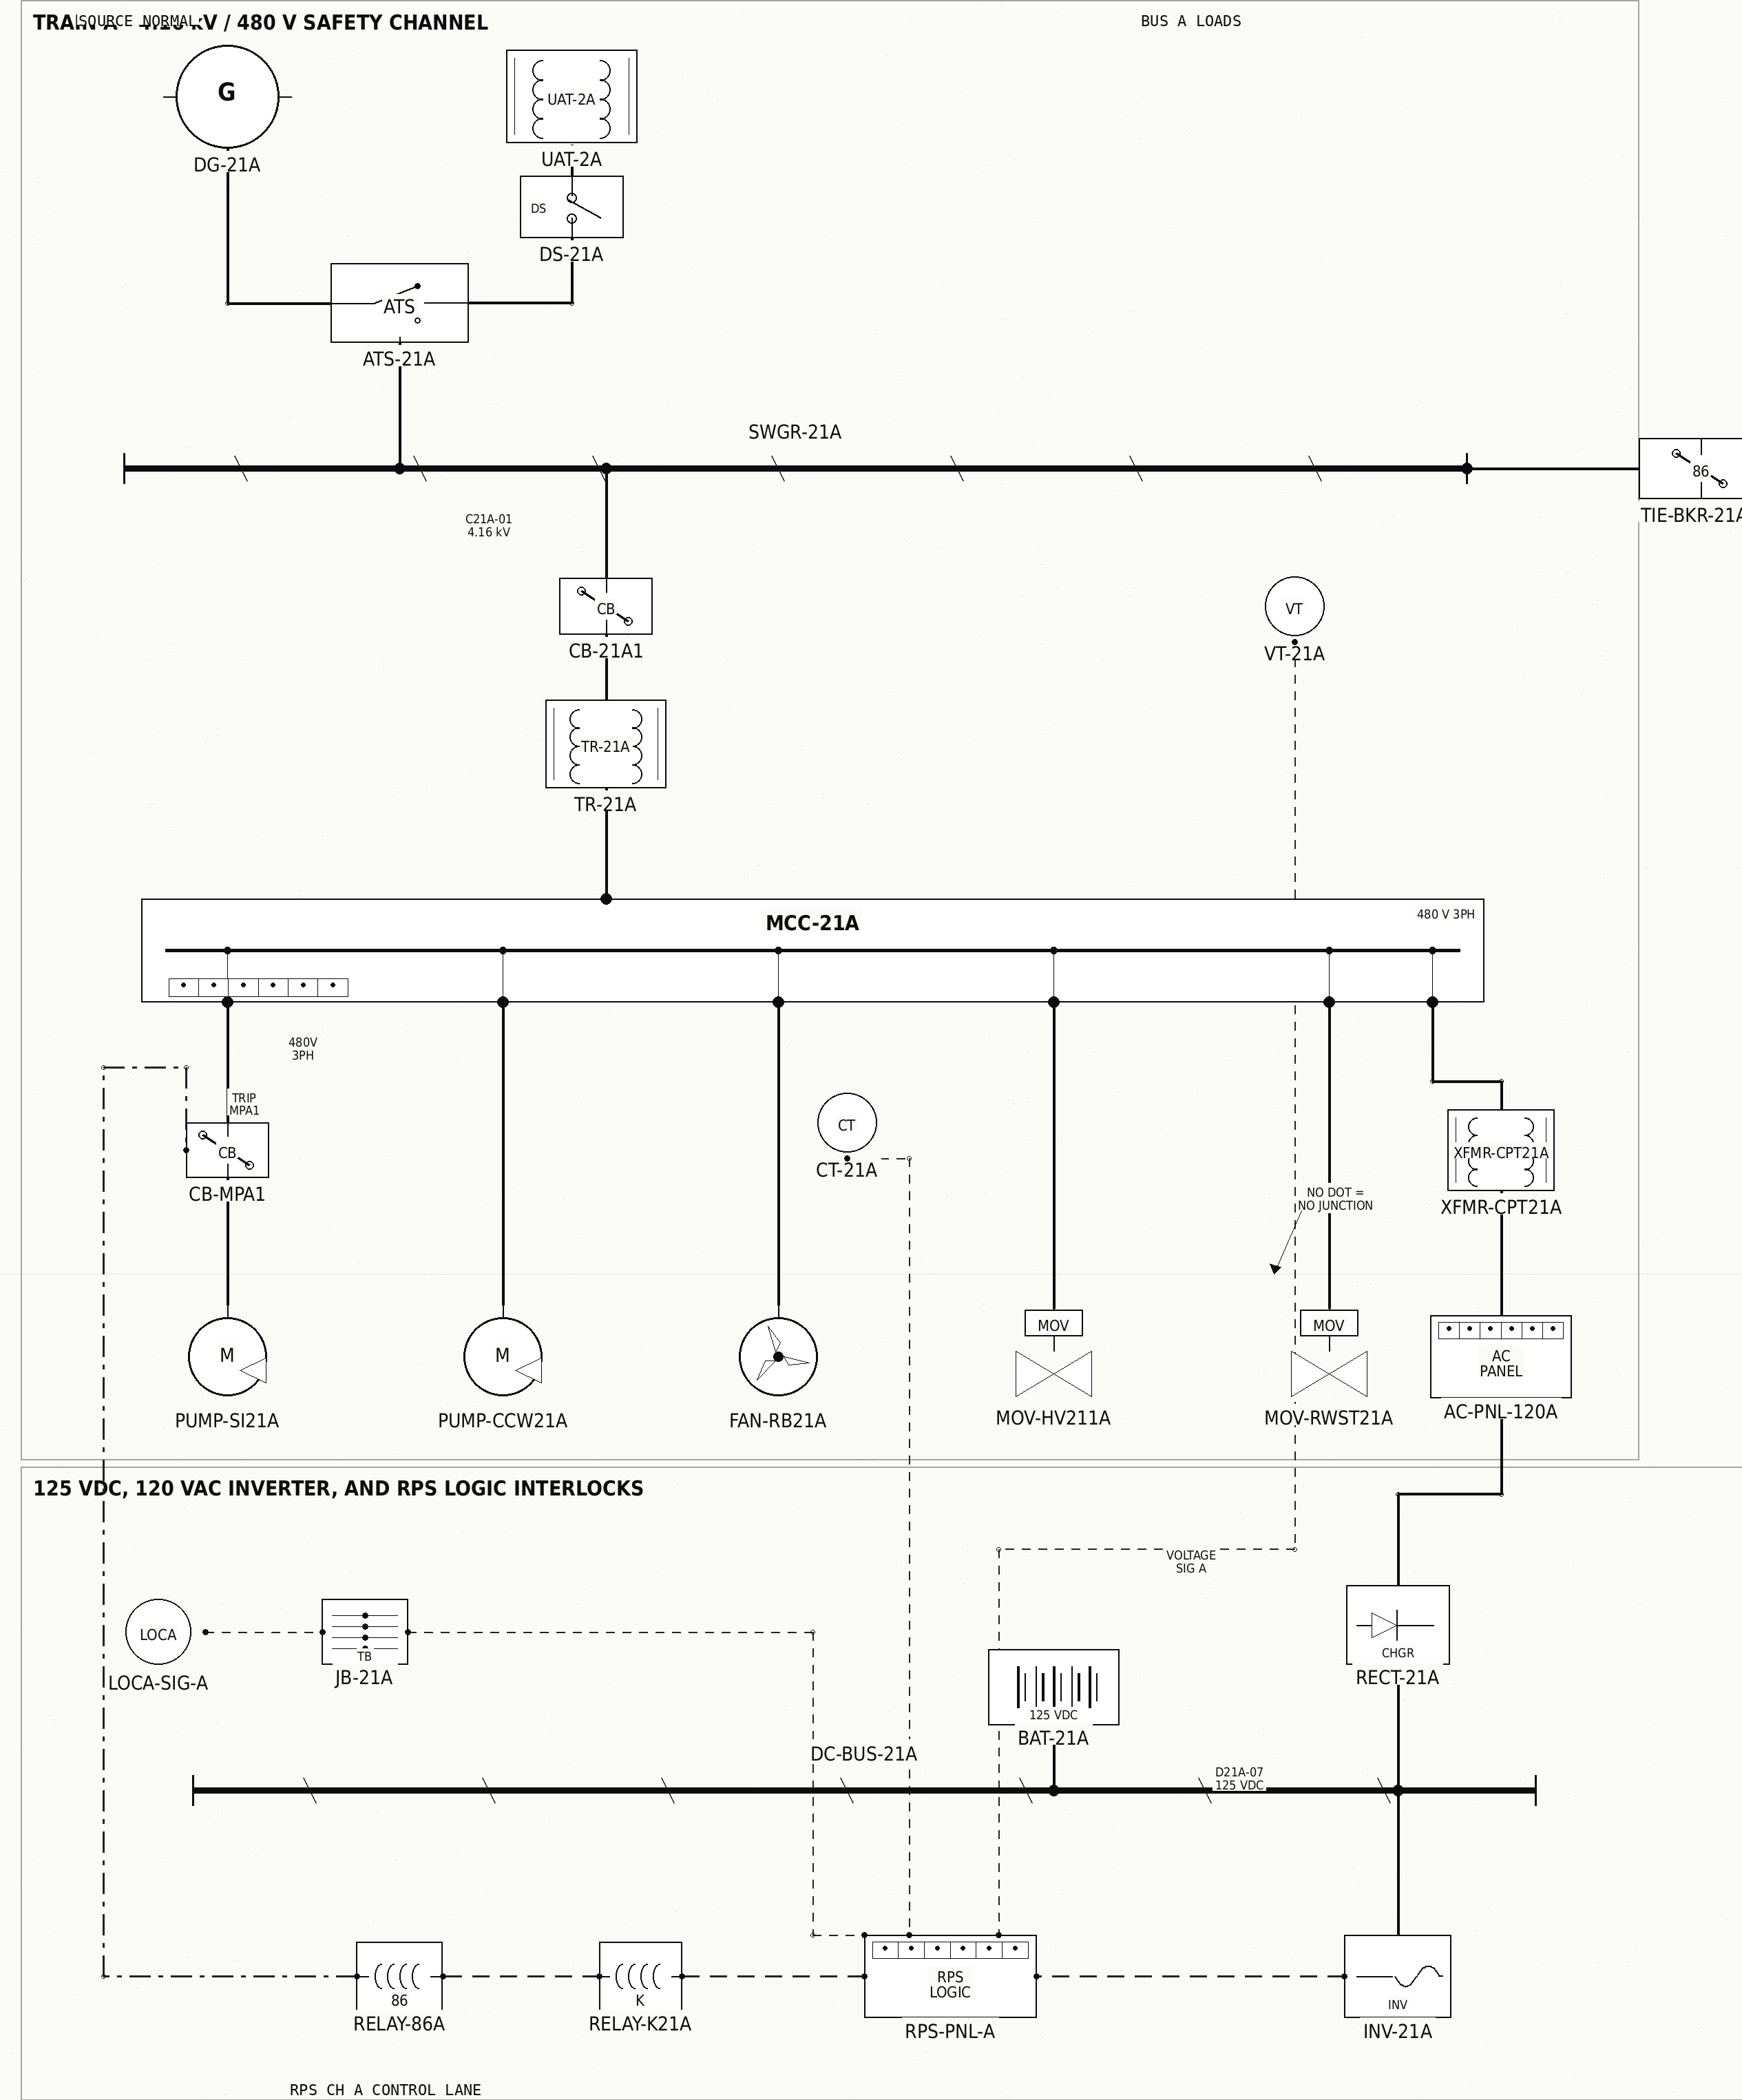 SOURCE NORMAL:
/ 480 V SAFETY CHANNEL
BUS A LOADS
G
DG-21A
UAT-2A
UAT-2A
DS
DS-21A
ATS
ATS-21A
SWGR-21A
86
TIE-BKR-21A
C21A-01
4.16 kV
CB
CB-21A1
VT
VT-21A
TR-21A
TR-21A
MCC-21A
480 V 3PH
480V
3PH
TRIP
MPA1
CB
CB-MPA1
CT
CT-21A
NO DOT =
NO JUNCTION
XFMR-CPT21A
XFMR-CPT21A
M
PUMP-SI21A
M
PUMP-CCW21A
FAN-RB21A
MOV
MOV-HV211A
MOV
MOV-RWST21A
AC
PANEL
AC-PNL-120A
125 VDC, 120 VAC INVERTER, AND RPS LOGIC INTERLOCKS
VOLTAGE
SIG A
LOCA
LOCA-SIG-A
TB
JB-21A
125 VDC
BAT-21A
CHGR
RECT-21A
DC-BUS-21A
D21A-07
125 VDC
86
RELAY-86A
K
RELAY-K21A
RPS
LOGIC
RPS-PNL-A
INV
INV-21A
RPS CH A CONTROL LANE